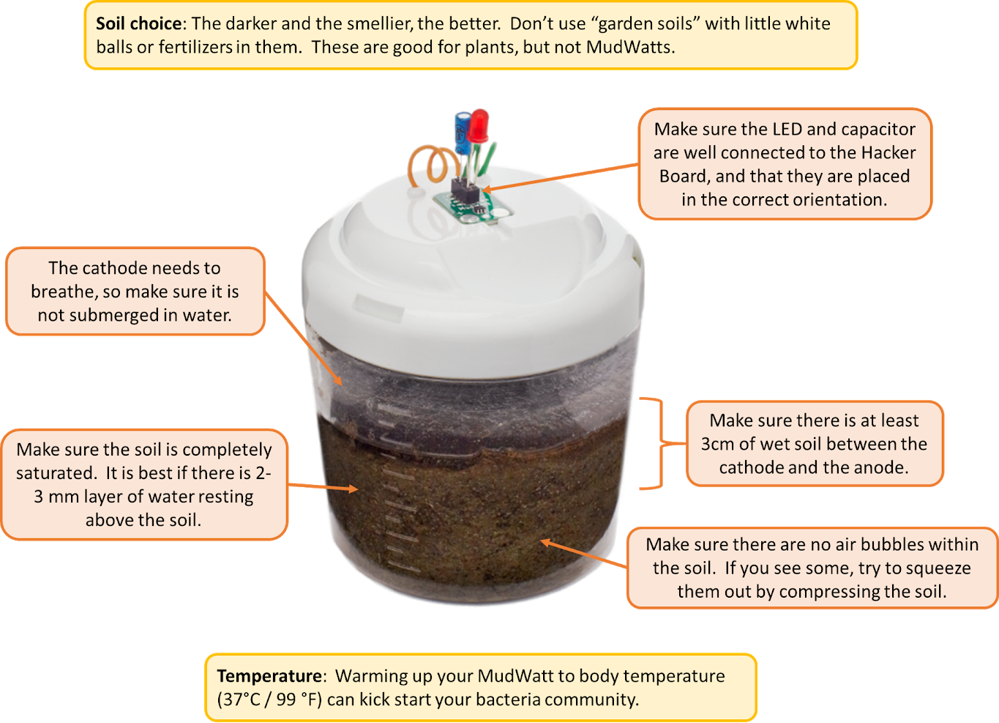 Soil choice: The darker and the smellier, the better. Don’t use “garden soils” with little white
balls or fertilizers in them. These are good for plants, but not MudWatts.
Make sure the LED and capacitor
are well connected to the Hacker
Board, and that they are placed
in the correct orientation.
The cathode needs to
breathe, so make sure it is
not submerged in water.
Make sure there is at least
3cm of wet soil between the
cathode and the anode.
Make sure the soil is completely
saturated. It is best if there is 2-
3 mm layer of water resting
above the soil.
Make sure there are no air bubbles within
the soil. If you see some, try to squeeze
them out by compressing the soil.
Temperature: Warming up your MudWatt to body temperature
(37°C / 99 °F) can kick start your bacteria community.